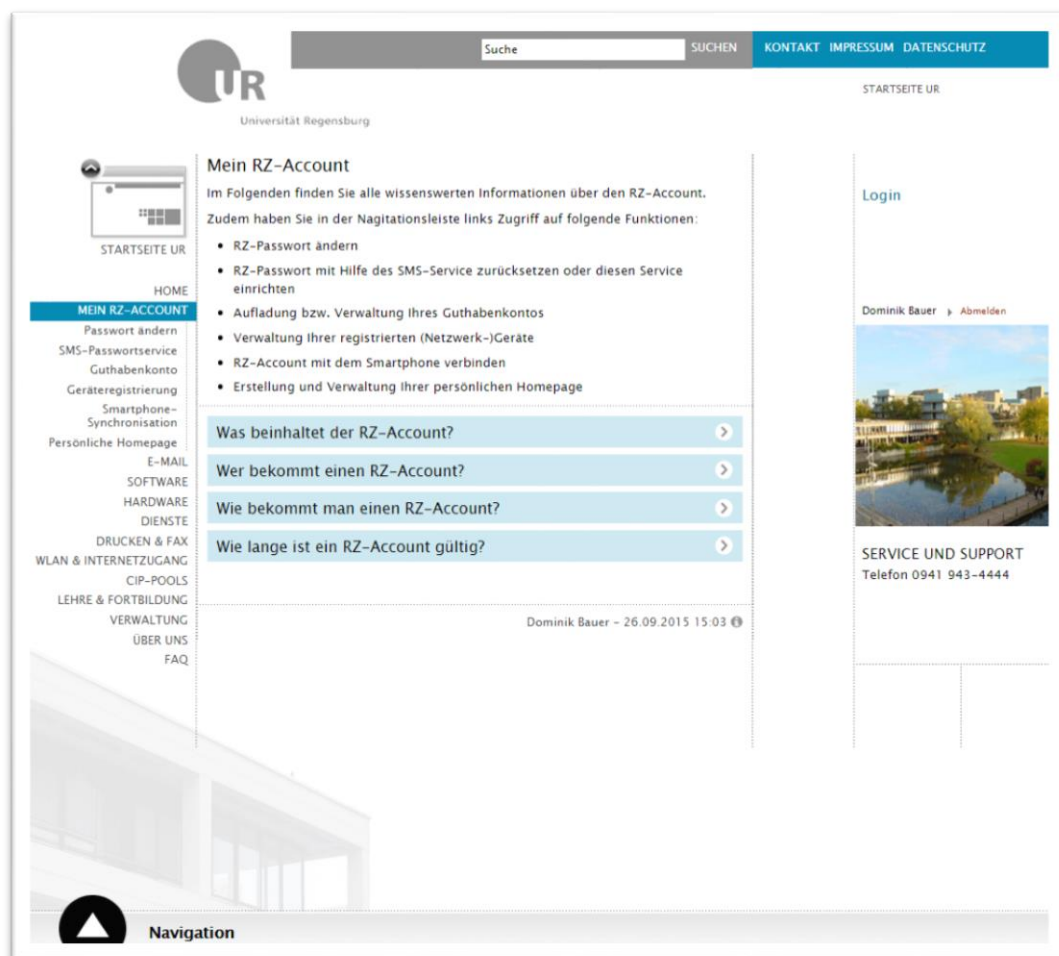 Suche
SUCHEN
KONTAKT IMPRESSUM DATENSCHUTZ
UR
Universität Regensburg
STARTSEITE UR
STARTSEITE UR
HOME
MEIN RZ-ACCOUNT
Passwort ändern
SMS-Passwortservice
Guthabenkonto
Geräteregistrierung
Smartphone-
Synchronisation
Persönliche Homepage
E-MAIL
SOFTWARE
HARDWARE
DIENSTE
DRUCKEN & FAX
WLAN & INTERNETZUGANG
CIP-POOLS
LEHRE & FORTBILDUNG
VERWALTUNG
ÜBER UNS
FAQ
Mein RZ-Account
Im Folgenden finden Sie alle wissenswerten Informationen über den RZ-Account.
Zudem haben Sie in der Nagitationsleiste links Zugriff auf folgende Funktionen:
• RZ-Passwort ändern
• RZ-Passwort mit Hilfe des SMS-Service zurücksetzen oder diesen Service
einrichten
• Aufladung bzw. Verwaltung Ihres Guthabenkontos
• Verwaltung Ihrer registrierten (Netzwerk-)Geräte
• RZ-Account mit dem Smartphone verbinden
• Erstellung und Verwaltung Ihrer persönlichen Homepage
Was beinhaltet der RZ-Account?
Wer bekommt einen RZ-Account?
Wie bekommt man einen RZ-Account?
Wie lange ist ein RZ-Account gültig?
Dominik Bauer - 26.09.2015 15:03
Login
Dominik Bauer Abmelden
SERVICE UND SUPPORT
Telefon 0941 943-4444
Navigation